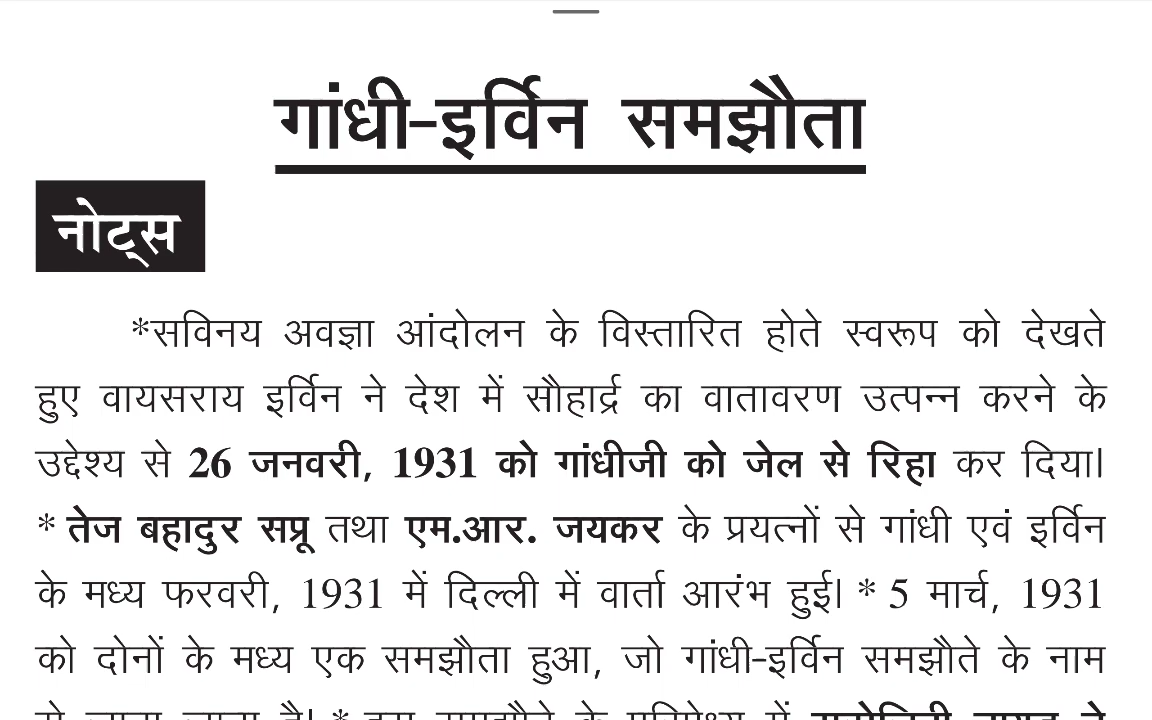 गांधी-इर्विन समझौता
नोट्स
*सविनय अवज्ञा आंदोलन के विस्तारित होते स्वरूप को देखते
हुए वायसराय इर्विन ने देश में सौहार्द्र का वातावरण उत्पन्न करने के
उद्देश्य से 26 जनवरी, 1931 को गांधीजी को जेल से रिहा कर दिया।
* तेज बहादुर सप्रू तथा एम.आर. जयकर के प्रयत्नों से गांधी एवं इर्विन
के मध्य फरवरी, 1931 में दिल्ली में वार्ता आरंभ हुई। * 5 मार्च, 1931
को दोनों के मध्य एक समझौता हुआ, जो गांधी-इर्विन समझौते के नाम